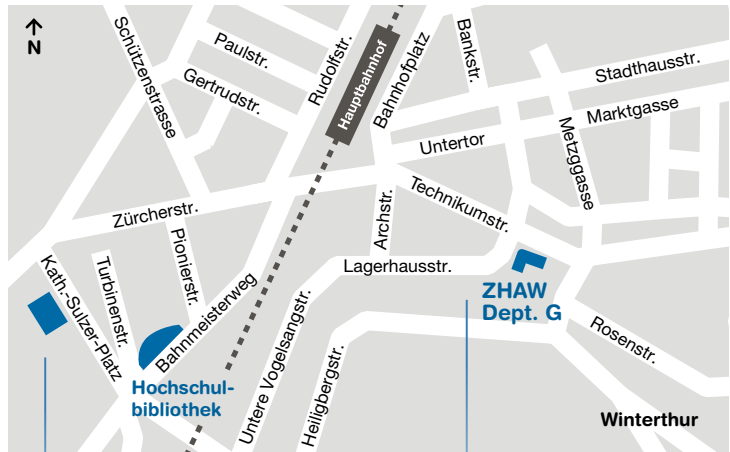 N
Schützenstrasse
Paulstr.
Gertrudstr.
Rudolfstr.
Hauptbahnhof
Bahnhofplatz
Bankstr.
Stadthausstr.
Marktgasse
Untertor
Metzggasse
Technikumstr.
Zürcherstr.
Archstr.
Pionierstr.
Lagerhausstr.
Kath.-Sulzer-Platz
Turbinenstr.
Bahnmeisterweg
ZHAW
Dept. G
Rosenstr.
Untere Vogelsangstr.
Heiligbergstr.
Hochschul-
bibliothek
Winterthur